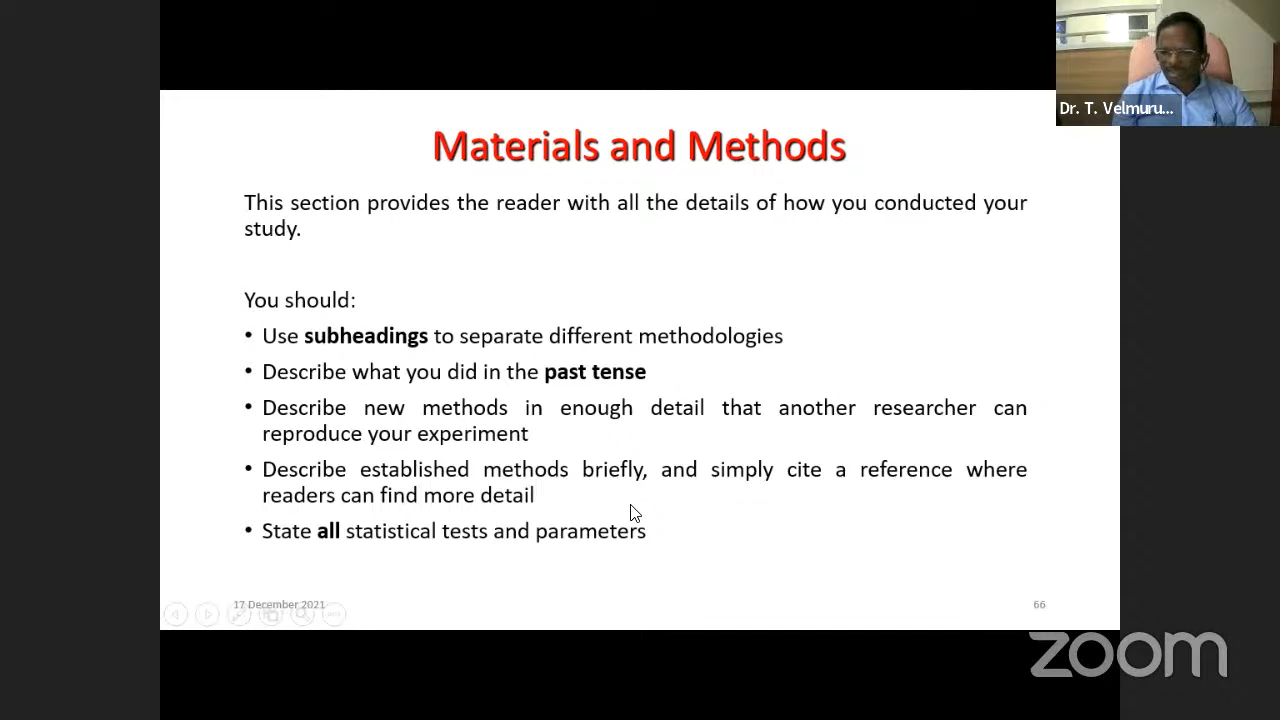 Dr. T. Velmuru...
Materials and Methods
This section provides the reader with all the details of how you conducted your
study.
You should:
• Use subheadings to separate different methodologies
• Describe what you did in the past tense
• Describe new methods in enough detail that another researcher can
reproduce your experiment
• Describe established methods briefly, and simply cite a reference where
readers can find more detail
• State all statistical tests and parameters
17 December 2021
66
zoom